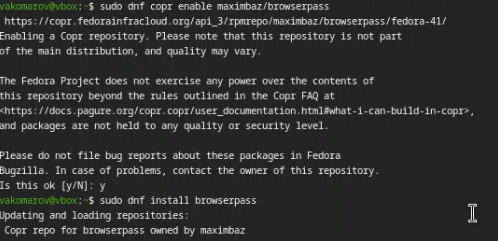 vakomarov@vbox:~$ sudo dnf copr enable maximbaz/browserpass
https://copr.fedorainfracloud.org/api_3/rpmrepo/maximbaz/browserpass/fedora-41/
Enabling a Copr repository. Please note that this repository is not part
of the main distribution, and quality may vary.

The Fedora Project does not exercise any power over the contents of
this repository beyond the rules outlined in the Copr FAQ at
<https://docs.pagure.org/copr.copr/user_documentation.html#what-i-can-build-in-copr>,
and packages are not held to any quality or security level.

Please do not file bug reports about these packages in Fedora
Bugzilla. In case of problems, contact the owner of this repository.
Is this ok [y/N]: y
vakomarov@vbox:~$ sudo dnf install browserpass
Updating and loading repositories:
Copr repo for browserpass owned by maximbaz